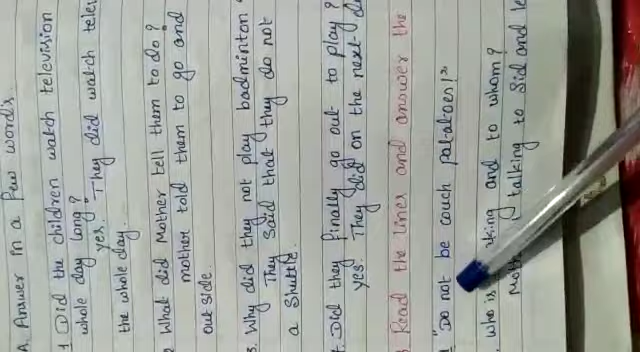 A. Answer in a few words.
1. Did the children watch television
whole day long?
yes. They did watch tele
the whole day.
What did Mother tell them to do?
mother told them to go and
out side.
3. Why did they not play badminton
They said that they do not
a Shuttle.
Did they finally go out to play?
yes. They did on the next d
Read the lines and answer the
"Do not be couch patatoes!"
who is king and to whom?
talking to Sid and